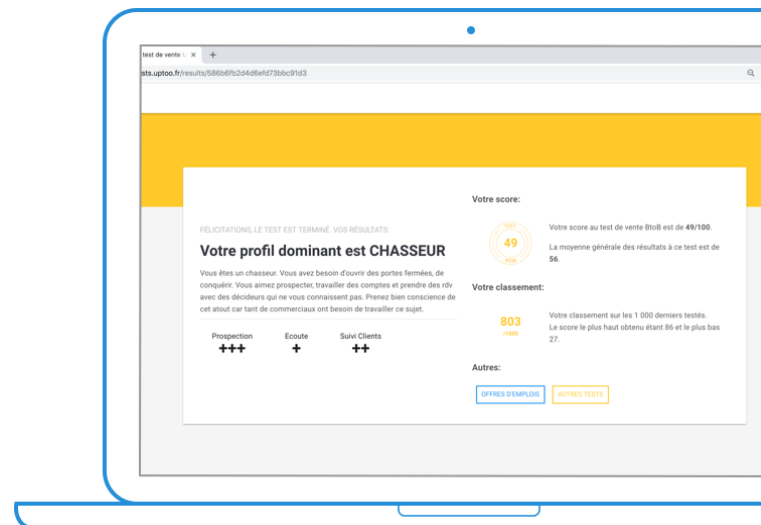 test de vente L × +
sts.uptoo.fr/results/586b6fb2d4d6efd73bbc91d3
FÉLICITATIONS, LE TEST EST TERMINÉ. VOS RÉSULTATS:
Votre profil dominant est CHASSEUR
Vous êtes un chasseur. Vous avez besoin d'ouvrir des portes fermées, de
conquérir. Vous aimez prospecter, travailler des comptes et prendre des rdv
avec des décideurs qui ne vous connaissent pas. Prenez bien conscience de
cet atout car tant de commerciaux ont besoin de travailler ce sujet.
Prospection Ecoute Suivi Clients
+++ + ++
Votre score:
TEST
49
BTOB
Votre score au test de vente BtoB est de 49/100.
La moyenne générale des résultats à ce test est de
56.
Votre classement:
803
/1000
Votre classement sur les 1 000 derniers testés.
Le score le plus haut obtenu étant 86 et le plus bas
27.
Autres:
OFFRES D'EMPLOIS AUTRES TESTS